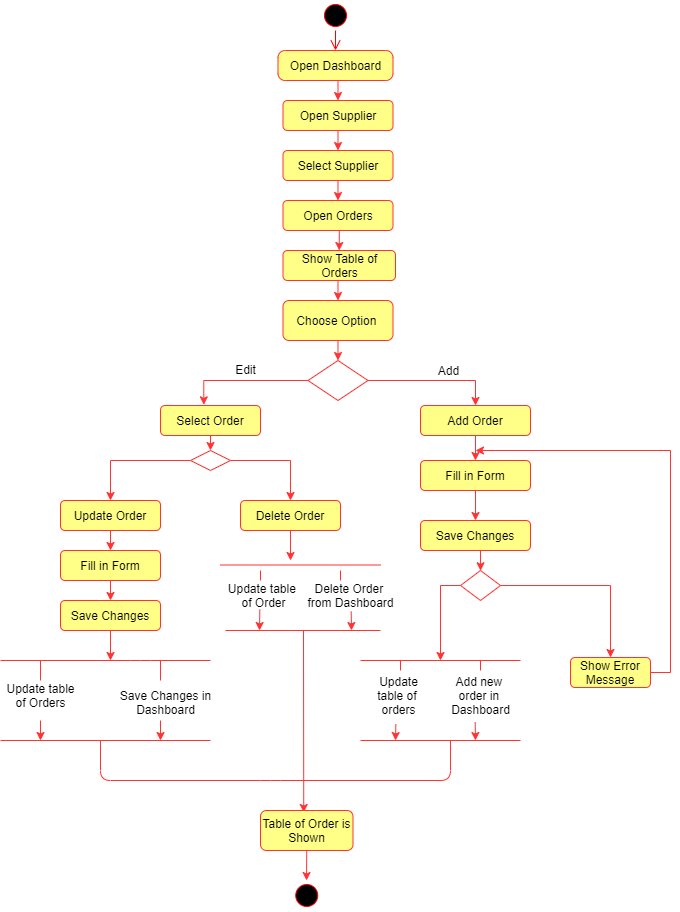 Open Dashboard
Open Supplier
Select Supplier
Open Orders
Show Table of
Orders
Choose Option
Edit
Add
Select Order
Add Order
Fill in Form
Update Order
Delete Order
Save Changes
Fill in Form
Update table
of Order
Delete Order
from Dashboard
Save Changes
Show Error
Message
Update table
of Orders
Save Changes in
Dashboard
Update
table of
orders
Add new
order in
Dashboard
Table of Order is
Shown